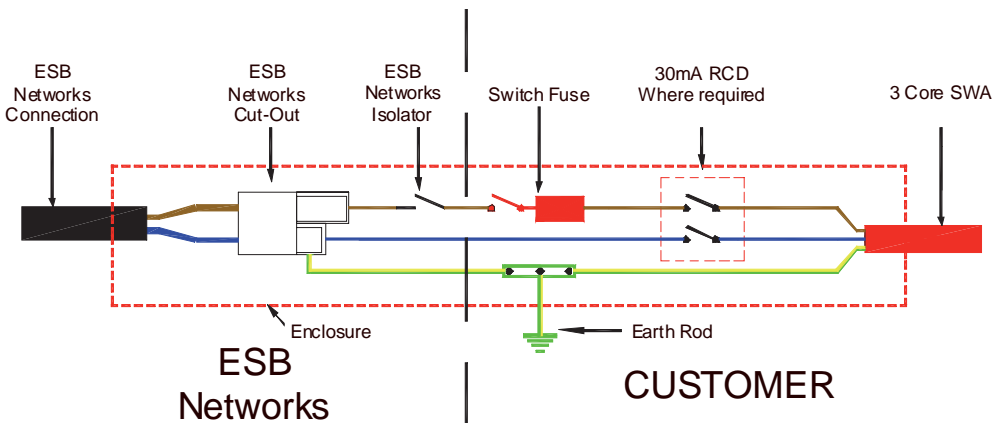 ESB
Networks
Connection
ESB
Networks
Cut-Out
ESB
Networks
Isolator
Switch Fuse
30mA RCD
Where required
3 Core SWA
Enclosure
Earth Rod
ESB
Networks
CUSTOMER